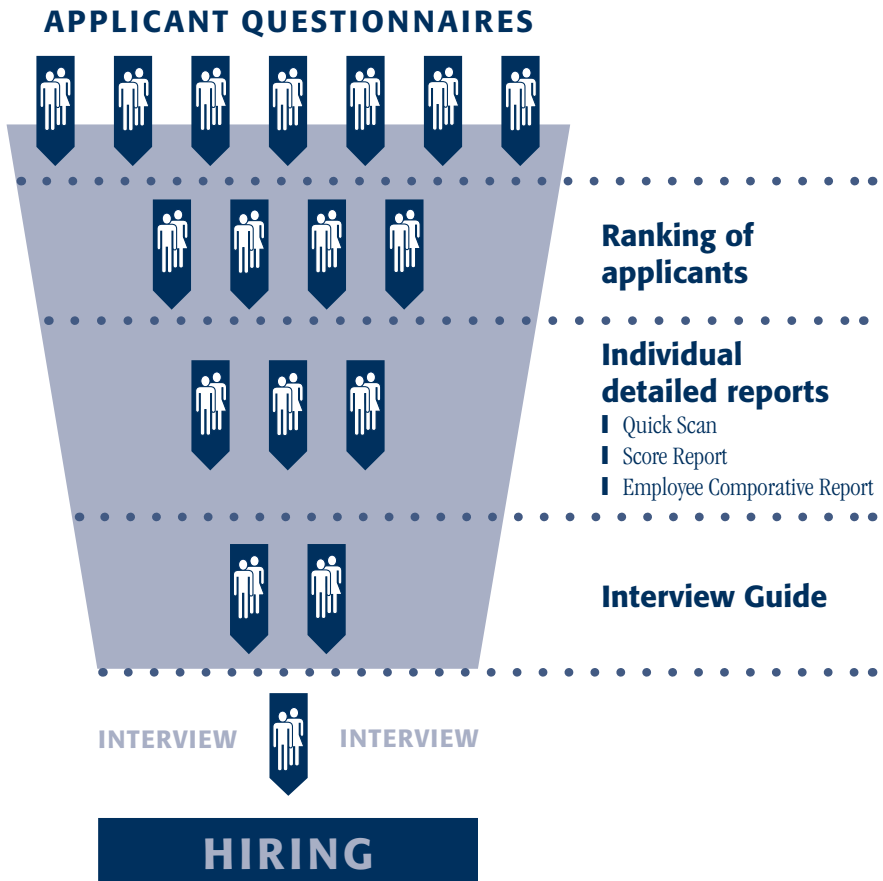 APPLICANT QUESTIONNAIRES
Ranking of
applicants
Individual
detailed reports
Quick Scan
Score Report
Employee Comporative Report
Interview Guide
INTERVIEW
INTERVIEW
HIRING